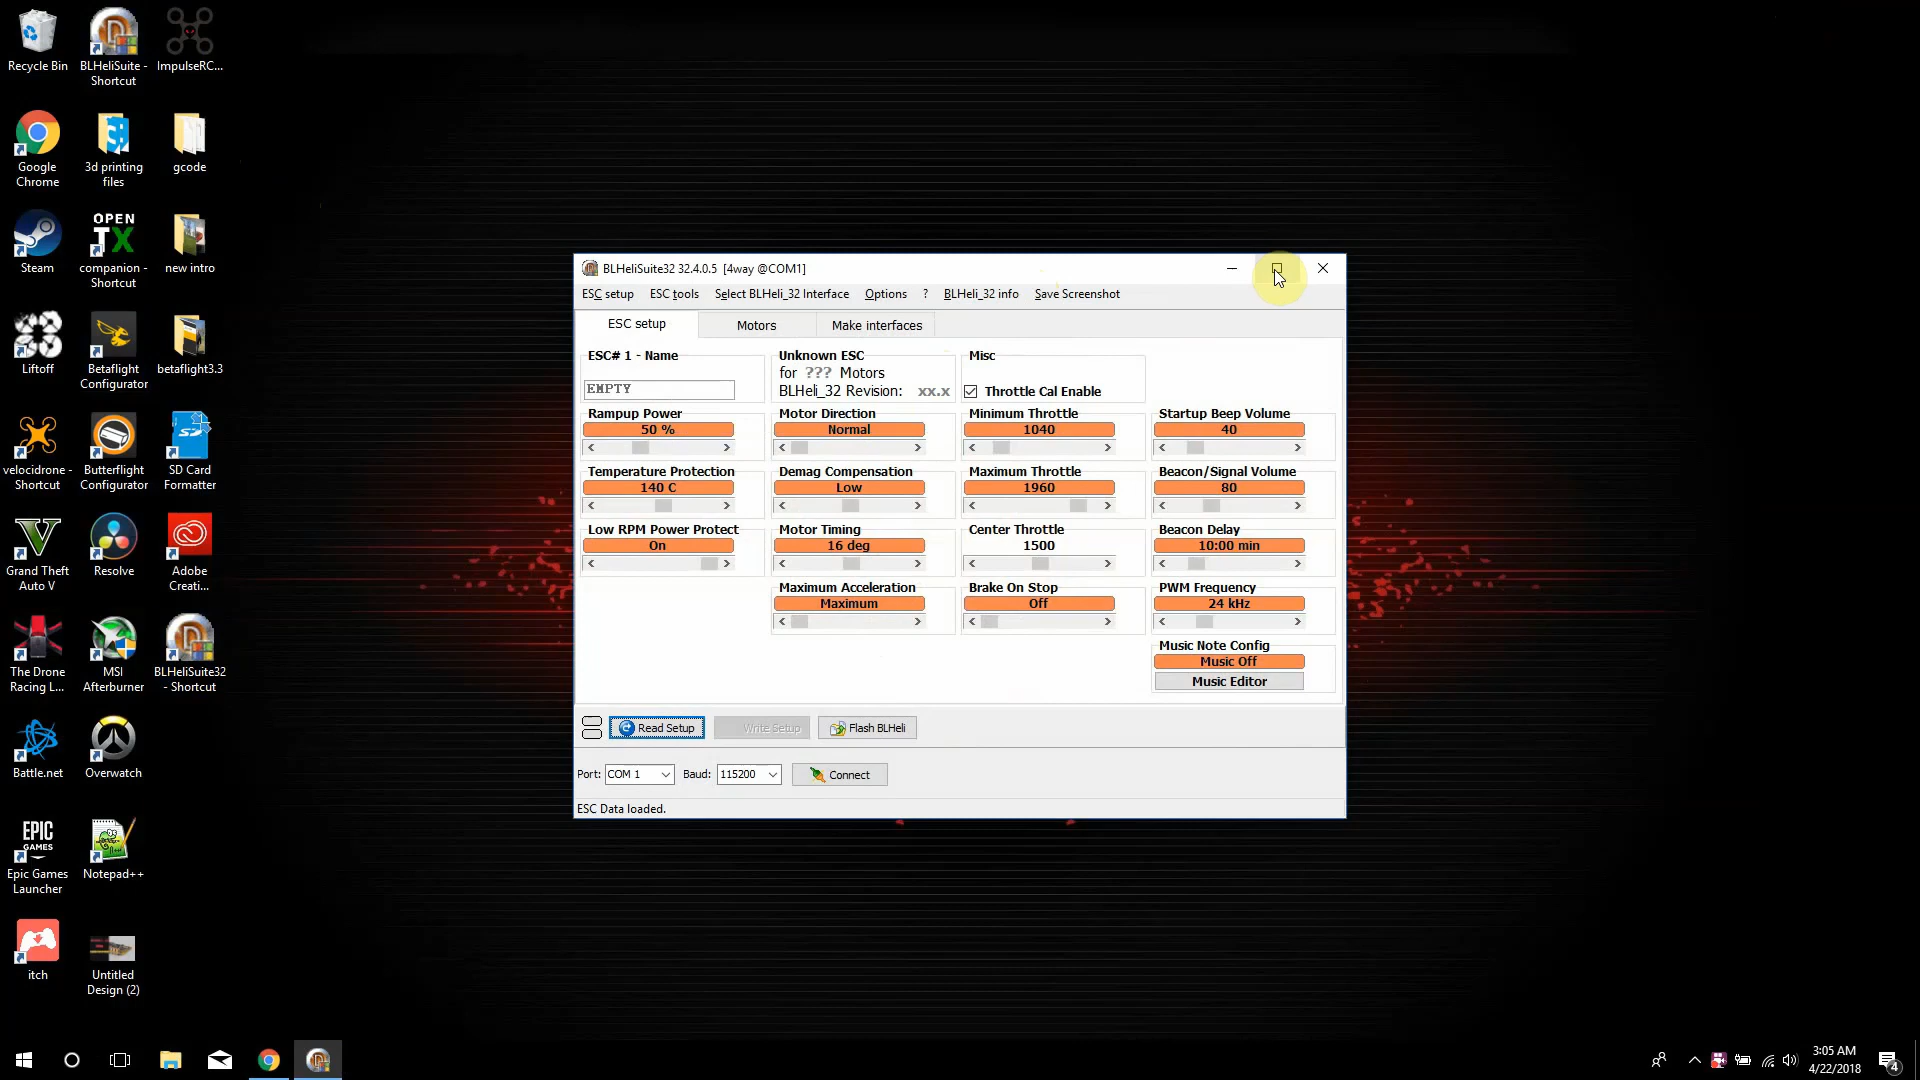 Recycle Bin
BLHeliSuite -
Shortcut
ImpulseRC...
Google
Chrome
3d printing
files
gcode
Steam
OPEN
TX
companion -
Shortcut
new intro
Liftoff
Betaflight
Configurator
betaflight3.3
velocidrone -
Shortcut
Butterflight
Configurator
SD Card
Formatter
Grand Theft
Auto V
Resolve
Adobe
Creati...
The Drone
Racing L...
MSI
Afterburner
BLHeliSuite32
- Shortcut
Battle.net
Overwatch
EPIC
GAMES
Epic Games
Launcher
Notepad++
itch
Untitled
Design (2)
BLHeliSuite32 32.4.0.5 [4way @COM1]
ESC setup ESC tools Select BLHeli_32 Interface Options ? BLHeli_32 info Save Screenshot
ESC setup Motors Make interfaces
ESC# 1 - Name
EMPTY
Unknown ESC
for ??? Motors
BLHeli_32 Revision: xx.x
Misc
Throttle Cal Enable
Rampup Power
50 %
Motor Direction
Normal
Minimum Throttle
1040
Startup Beep Volume
40
Temperature Protection
140 C
Demag Compensation
Low
Maximum Throttle
1960
Beacon/Signal Volume
80
Low RPM Power Protect
On
Motor Timing
16 deg
Center Throttle
1500
Beacon Delay
10:00 min
Maximum Acceleration
Maximum
Brake On Stop
Off
PWM Frequency
24 kHz
Music Note Config
Music Off
Music Editor
Read Setup Write Setup Flash BLHeli
Port: COM 1 Baud: 115200 Connect
ESC Data loaded.
3:05 AM
4/22/2018
4